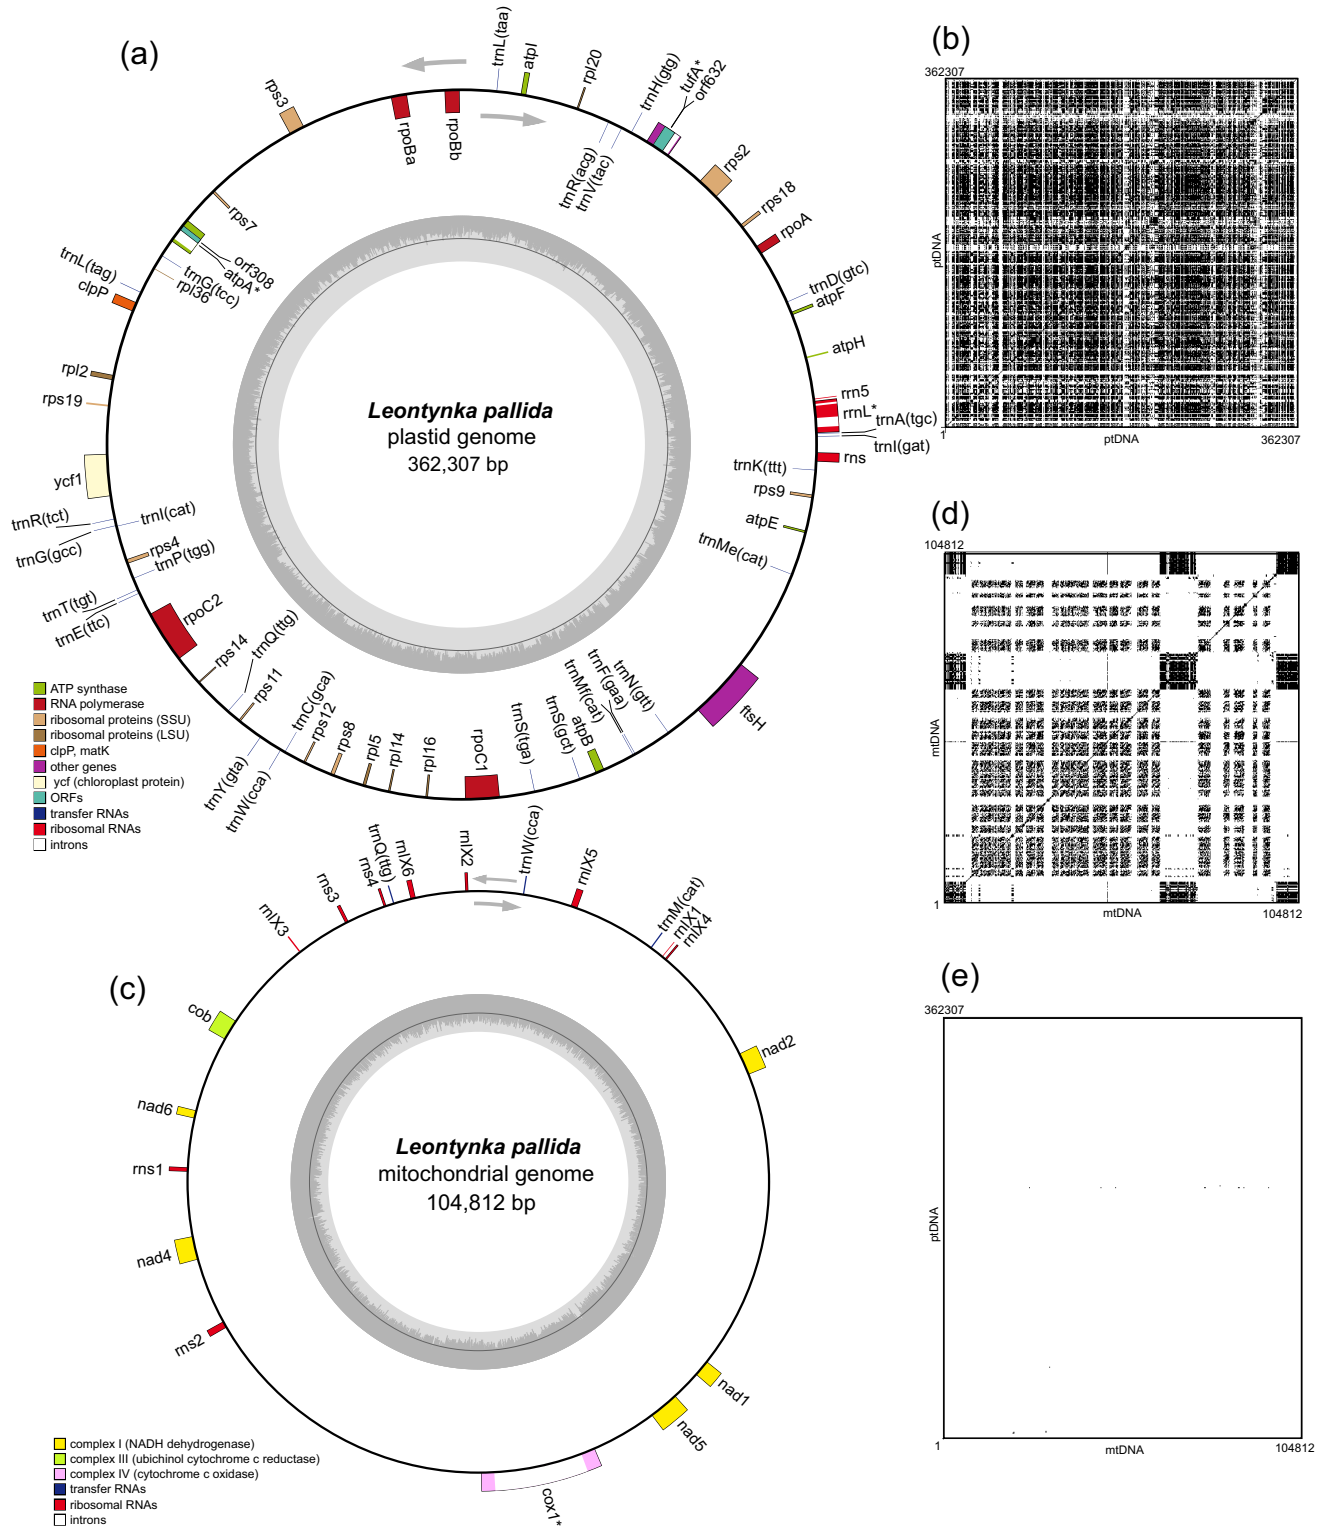 (a)
trnL(taa)
atpI
rpl20
trnH(gtg)
tufA*
orf632
rps2
rps18
rpoA
trnD(gtc)
atpF
atpH
rrn5
rrnL*
trnA(tgc)
trnI(gat)
rns
trnK(ttt)
rps9
atpE
trnMe(cat)
ftsH
trnN(gtt)
trnF(gaa)
trnMf(cat)
atpB
trnS(gct)
trnS(tga)
rpoC1
rpl16
rpl14
rpl5
rps8
rps12
trnC(gca)
trnW(cca)
trnY(gta)
rps11
trnQ(ttg)
rps14
rpoC2
trnE(ttc)
trnT(tgt)
trnP(tgg)
rps4
trnG(gcc)
trnR(tct)
trnI(cat)
ycf1
rps19
rpl2
clpP
trnL(tag)
rpl36
trnG(tcc)
atpA*
orf308
rps7
rps3
rpoBa
rpoBb
trnR(acg)
trnV(tac)
Leontynka pallida
plastid genome
362,307 bp
ATP synthase
RNA polymerase
ribosomal proteins (SSU)
ribosomal proteins (LSU)
clpP, matK
other genes
ycf (chloroplast protein)
ORFs
transfer RNAs
ribosomal RNAs
introns
(b)
362307
ptDNA
1
ptDNA
362307
(c)
rnlX2
trnW(cca)
rnlX5
trnM(cat)
rnlX1
rnlX4
nad2
nad1
nad5
cox1*
rns2
nad4
rns1
nad6
cob
rnlX3
rns3
rns4
trnQ(ttg)
rnlX6
Leontynka pallida
mitochondrial genome
104,812 bp
complex I (NADH dehydrogenase)
complex III (ubichinol cytochrome c reductase)
complex IV (cytochrome c oxidase)
transfer RNAs
ribosomal RNAs
introns
(d)
104812
mtDNA
1
mtDNA
104812
(e)
362307
ptDNA
1
mtDNA
104812